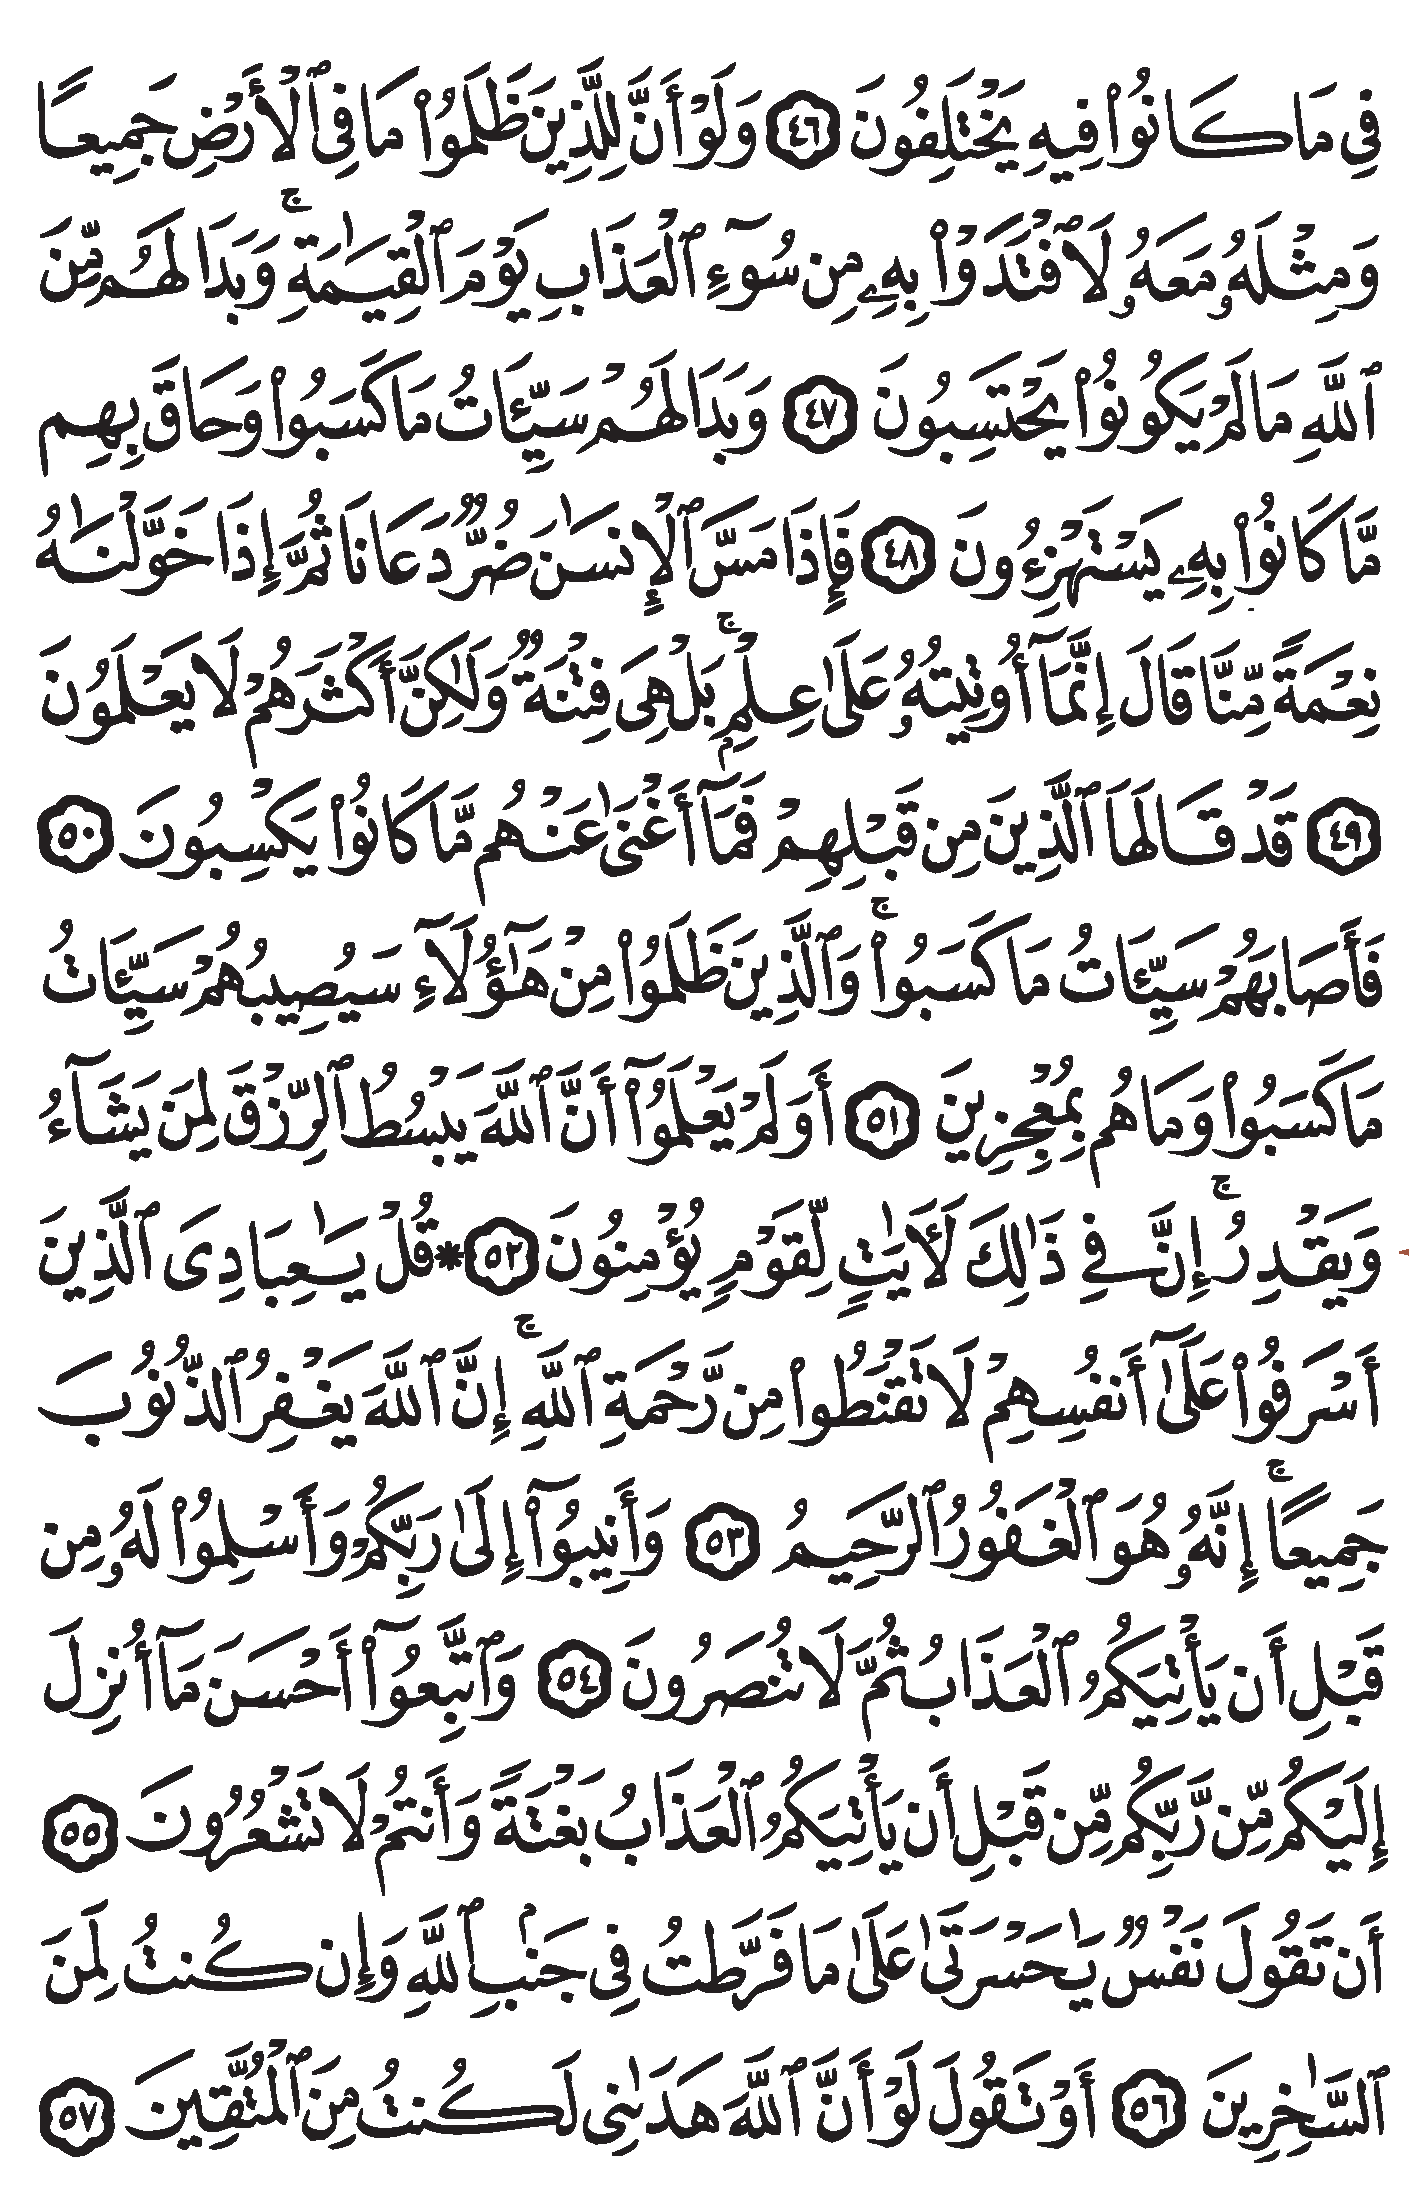 فِي مَا كَانُوا۟ فِيهِ يَخْتَلِفُونَ ٤٦ وَلَوْ أَنَّ لِلَّذِينَ ظَلَمُوا۟ مَا فِى ٱلْأَرْضِ جَمِيعًا
وَمِثْلَهُۥ مَعَهُۥ لَٱفْتَدَوْا۟ بِهِۦ مِن سُوٓءِ ٱلْعَذَابِ يَوْمَ ٱلْقِيَـٰمَةِ ۚ وَبَدَا لَهُم مِّنَ
ٱللَّهِ مَا لَمْ يَكُونُوا۟ يَحْتَسِبُونَ ٤٧ وَبَدَا لَهُمْ سَيِّـَٔاتُ مَا كَسَبُوا۟ وَحَاقَ بِهِم
مَّا كَانُوا۟ بِهِۦ يَسْتَهْزِءُونَ ٤٨ فَإِذَا مَسَّ ٱلْإِنسَـٰنَ ضُرٌّ دَعَانَا ثُمَّ إِذَا خَوَّلْنَـٰهُ
نِعْمَةً مِّنَّا قَالَ إِنَّمَآ أُوتِيتُهُۥ عَلَىٰ عِلْمٍۭ ۚ بَلْ هِىَ فِتْنَةٌ وَلَـٰكِنَّ أَكْثَرَهُمْ لَا يَعْلَمُونَ
٤٩ قَدْ قَالَهَا ٱلَّذِينَ مِن قَبْلِهِمْ فَمَآ أَغْنَىٰ عَنْهُم مَّا كَانُوا۟ يَكْسِبُونَ ٥٠
فَأَصَابَهُمْ سَيِّـَٔاتُ مَا كَسَبُوا۟ ۚ وَٱلَّذِينَ ظَلَمُوا۟ مِنْ هَـٰٓؤُلَآءِ سَيُصِيبُهُمْ سَيِّـَٔاتُ
مَا كَسَبُوا۟ وَمَا هُم بِمُعْجِزِينَ ٥١ أَوَلَمْ يَعْلَمُوٓا۟ أَنَّ ٱللَّهَ يَبْسُطُ ٱلرِّزْقَ لِمَن يَشَآءُ
وَيَقْدِرُ ۚ إِنَّ فِي ذَٰلِكَ لَـَٔايَـٰتٍ لِّقَوْمٍ يُؤْمِنُونَ ٥٢ * قُلْ يَـٰعِبَادِىَ ٱلَّذِينَ
أَسْرَفُوا۟ عَلَىٰٓ أَنفُسِهِمْ لَا تَقْنَطُوا۟ مِن رَّحْمَةِ ٱللَّهِ ۚ إِنَّ ٱللَّهَ يَغْفِرُ ٱلذُّنُوبَ
جَمِيعًا ۚ إِنَّهُۥ هُوَ ٱلْغَفُورُ ٱلرَّحِيمُ ٥٣ وَأَنِيبُوٓا۟ إِلَىٰ رَبِّكُمْ وَأَسْلِمُوا۟ لَهُۥ مِن
قَبْلِ أَن يَأْتِيَكُمُ ٱلْعَذَابُ ثُمَّ لَا تُنصَرُونَ ٥٤ وَٱتَّبِعُوٓا۟ أَحْسَنَ مَآ أُنزِلَ
إِلَيْكُم مِّن رَّبِّكُم مِّن قَبْلِ أَن يَأْتِيَكُمُ ٱلْعَذَابُ بَغْتَةً وَأَنتُمْ لَا تَشْعُرُونَ ٥٥
أَن تَقُولَ نَفْسٌ يَـٰحَسْرَتَىٰ عَلَىٰ مَا فَرَّطتُ فِى جَنۢبِ ٱللَّهِ وَإِن كُنتُ لَمِنَ
ٱلسَّـٰخِرِينَ ٥٦ أَوْ تَقُولَ لَوْ أَنَّ ٱللَّهَ هَدَىٰنِى لَكُنتُ مِنَ ٱلْمُتَّقِينَ ٥٧